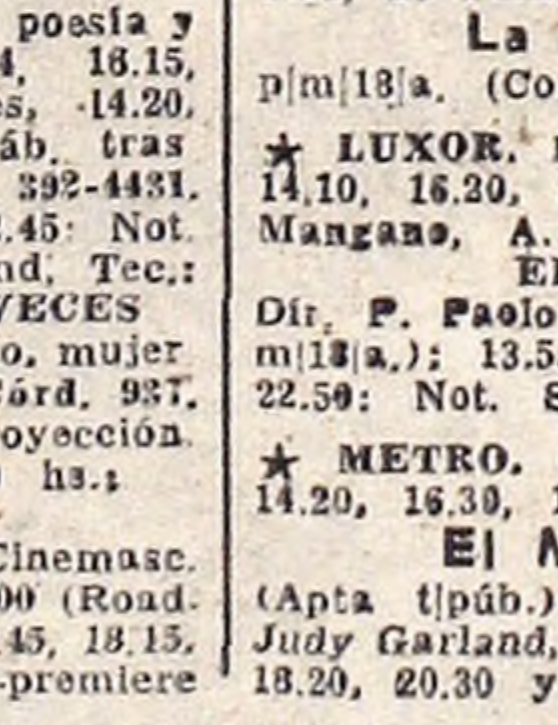 poesía y
4, 16.15,
es, 14.20,
áb. tras
392-4431.
.45: Not.
nd, Tec.:
VECES
o, mujer
Córd. 937.
oyección.
hs.;
Cinemasc.
00 (Road-
.45, 18.15,
-premiere
La
p|m|18|a. (Co
★ LUXOR.
14.10, 16.20,
Mangano, A.
El
Dir. P. Paolo
m|18|a.); 13.5
22.50: Not. S
★ METRO.
14.20, 16.30, 1
El M
(Apta t|púb.)
Judy Garland,
18.20, 20.30 y